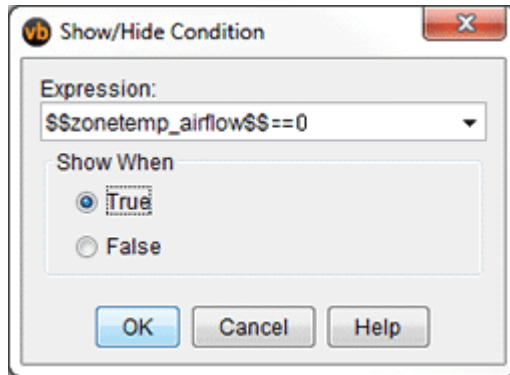 vb Show/Hide Condition
Expression:
$$zonetemp_airflow$$==0
Show When
True
False
OK Cancel Help